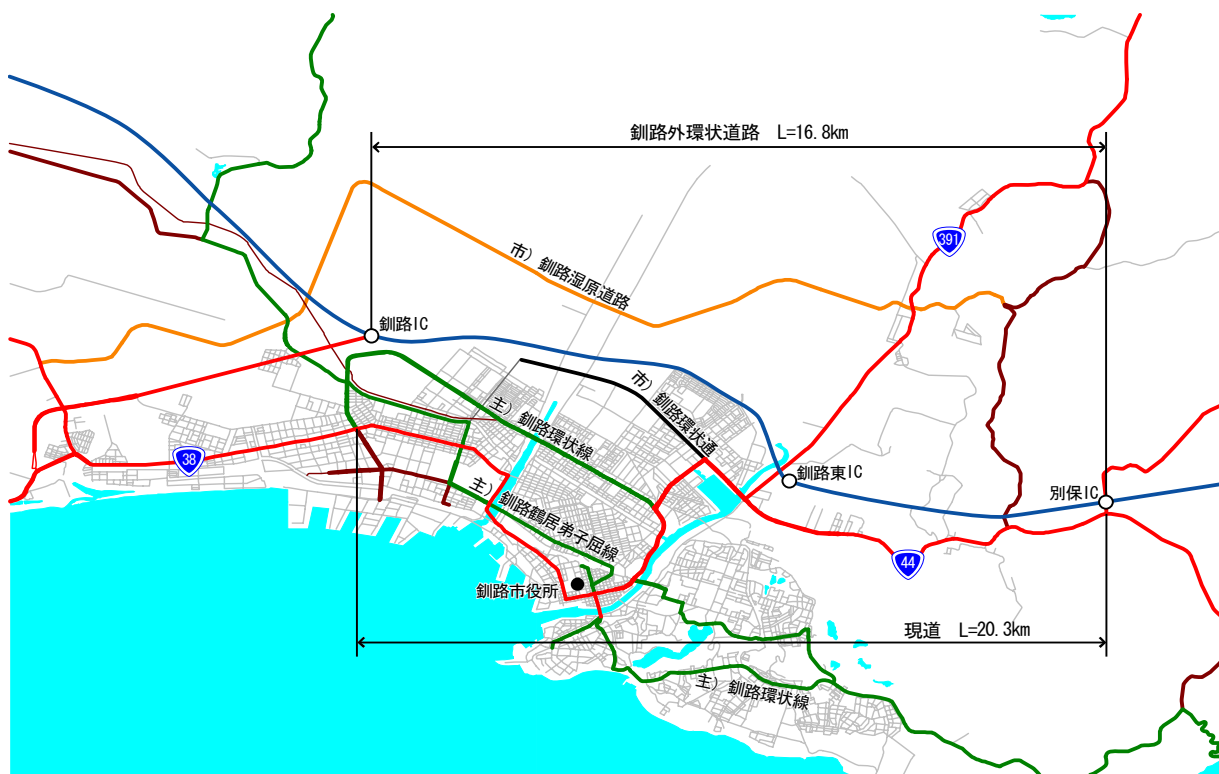 釧路外環状道路 L=16.8km
391
市）釧路湿原道路
釧路IC
市）釧路環状通
主）釧路環状線
38
釧路東IC
主）釧路鶴居弟子屈線
別保IC
44
釧路市役所
現道 L=20.3km
主）釧路環状線